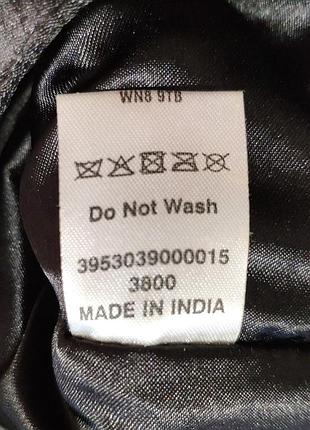 WN8 9TB
Do Not Wash
3953039000015
3800
MADE IN INDIA